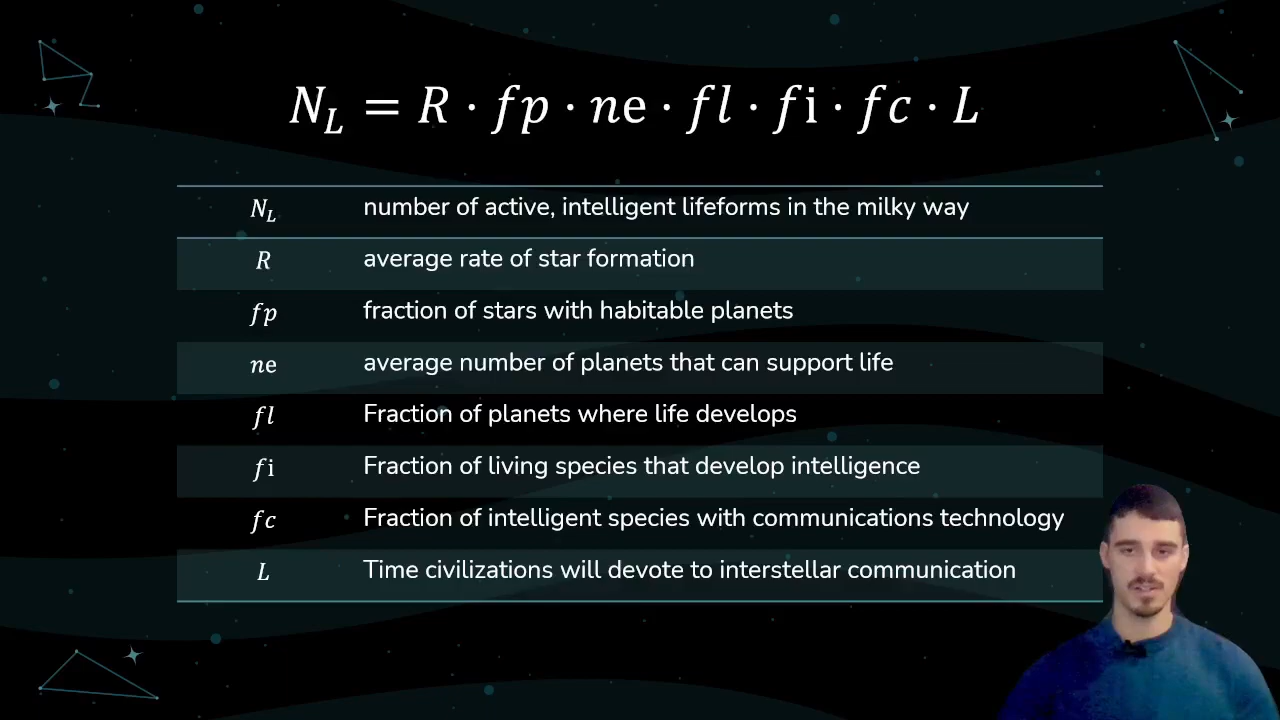 N_L = R · fp · ne · fl · fi · fc · L
N_L number of active, intelligent lifeforms in the milky way
R average rate of star formation
fp fraction of stars with habitable planets
ne average number of planets that can support life
fl Fraction of planets where life develops
fi Fraction of living species that develop intelligence
fc Fraction of intelligent species with communications technology
L Time civilizations will devote to interstellar communication